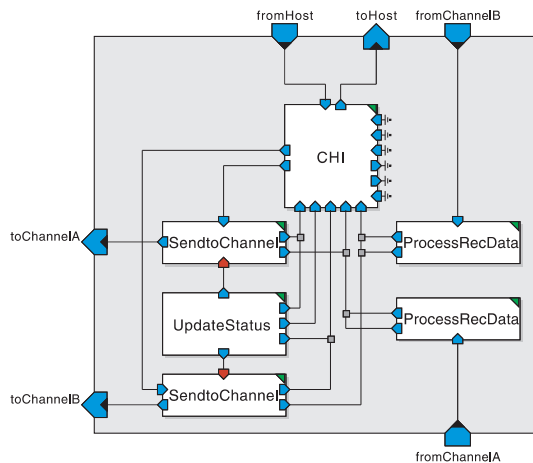 fromHost
toHost
fromChannelB
CHI
toChannelA
SendtoChannel
ProcessRecData
UpdateStatus
ProcessRecData
SendtoChannel
toChannelB
fromChannelA